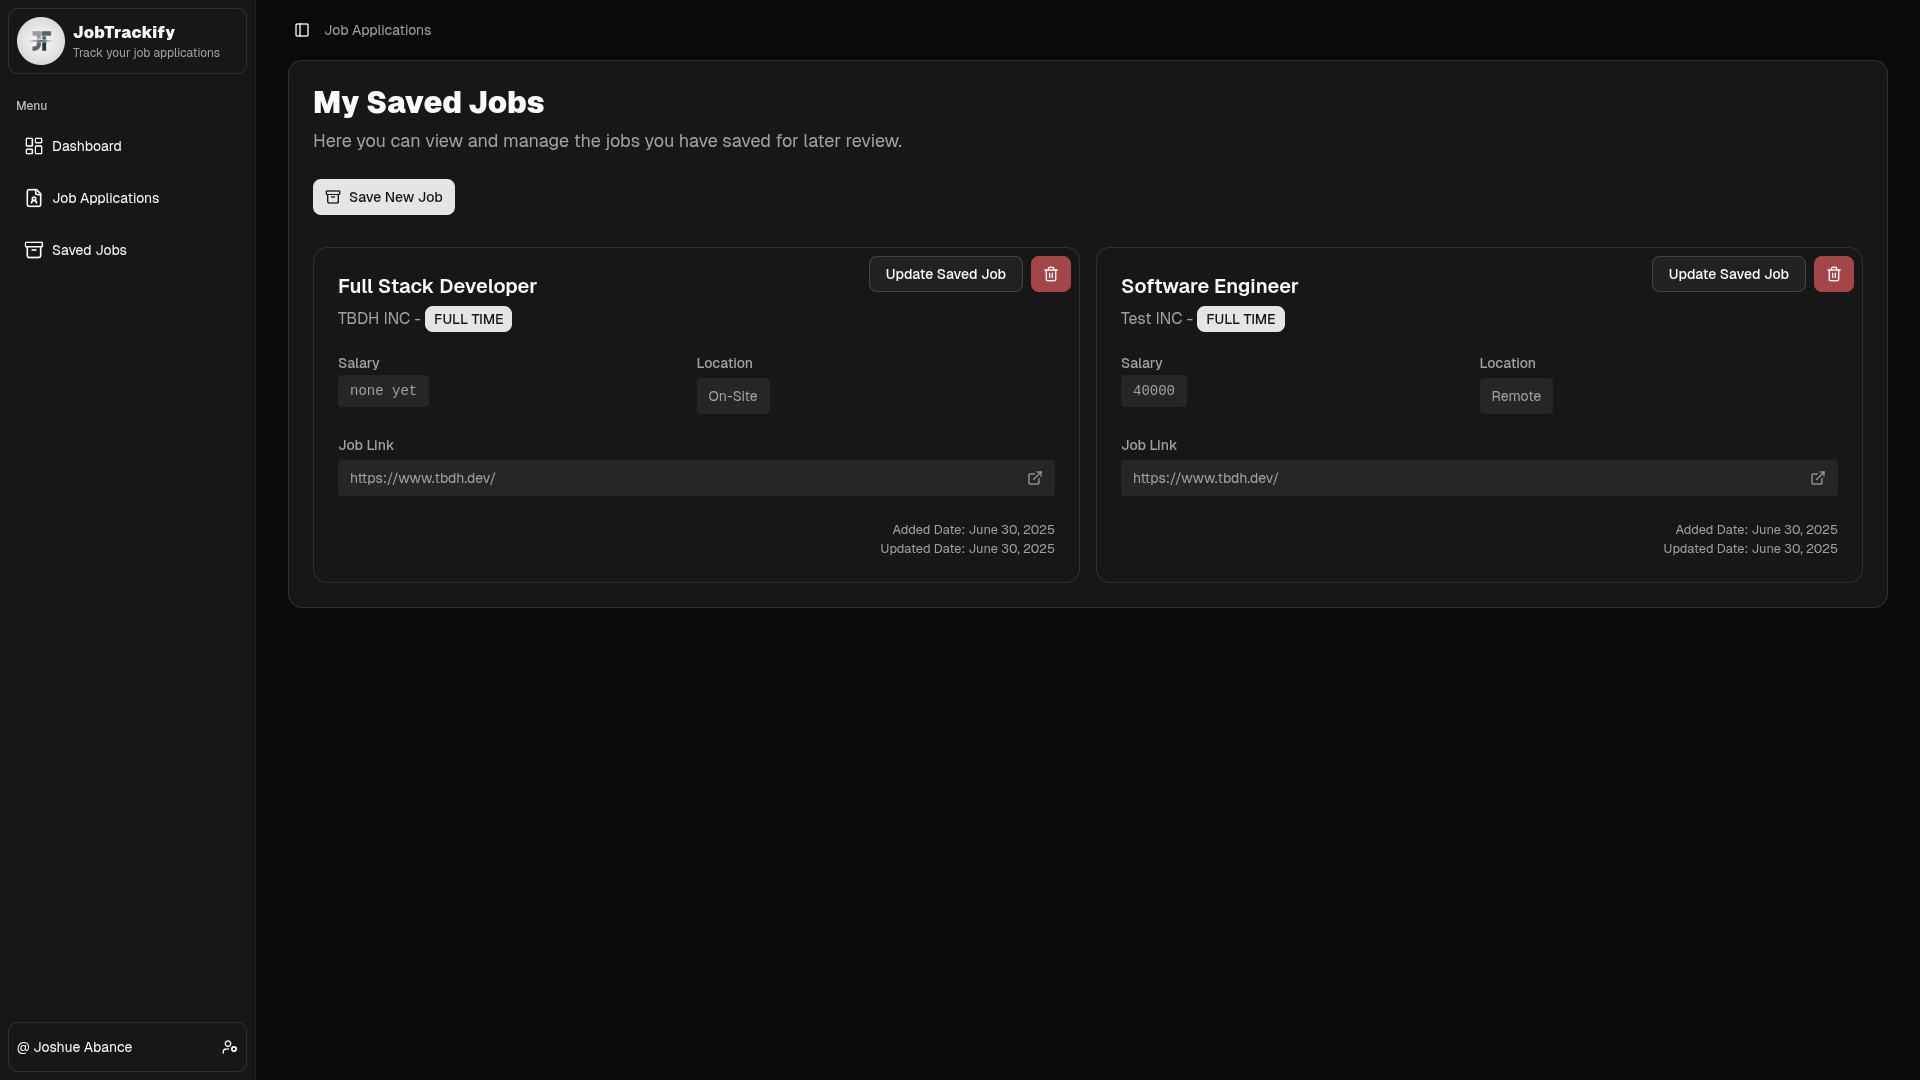 JobTrackify
Track your job applications
Menu
Dashboard
Job Applications
Saved Jobs
@ Joshue Abance
Job Applications
My Saved Jobs
Here you can view and manage the jobs you have saved for later review.
Save New Job
Full Stack Developer
Update Saved Job
TBDH INC - FULL TIME
Salary
none yet
Location
On-Site
Job Link
https://www.tbdh.dev/
Added Date: June 30, 2025
Updated Date: June 30, 2025
Software Engineer
Update Saved Job
Test INC - FULL TIME
Salary
40000
Location
Remote
Job Link
https://www.tbdh.dev/
Added Date: June 30, 2025
Updated Date: June 30, 2025